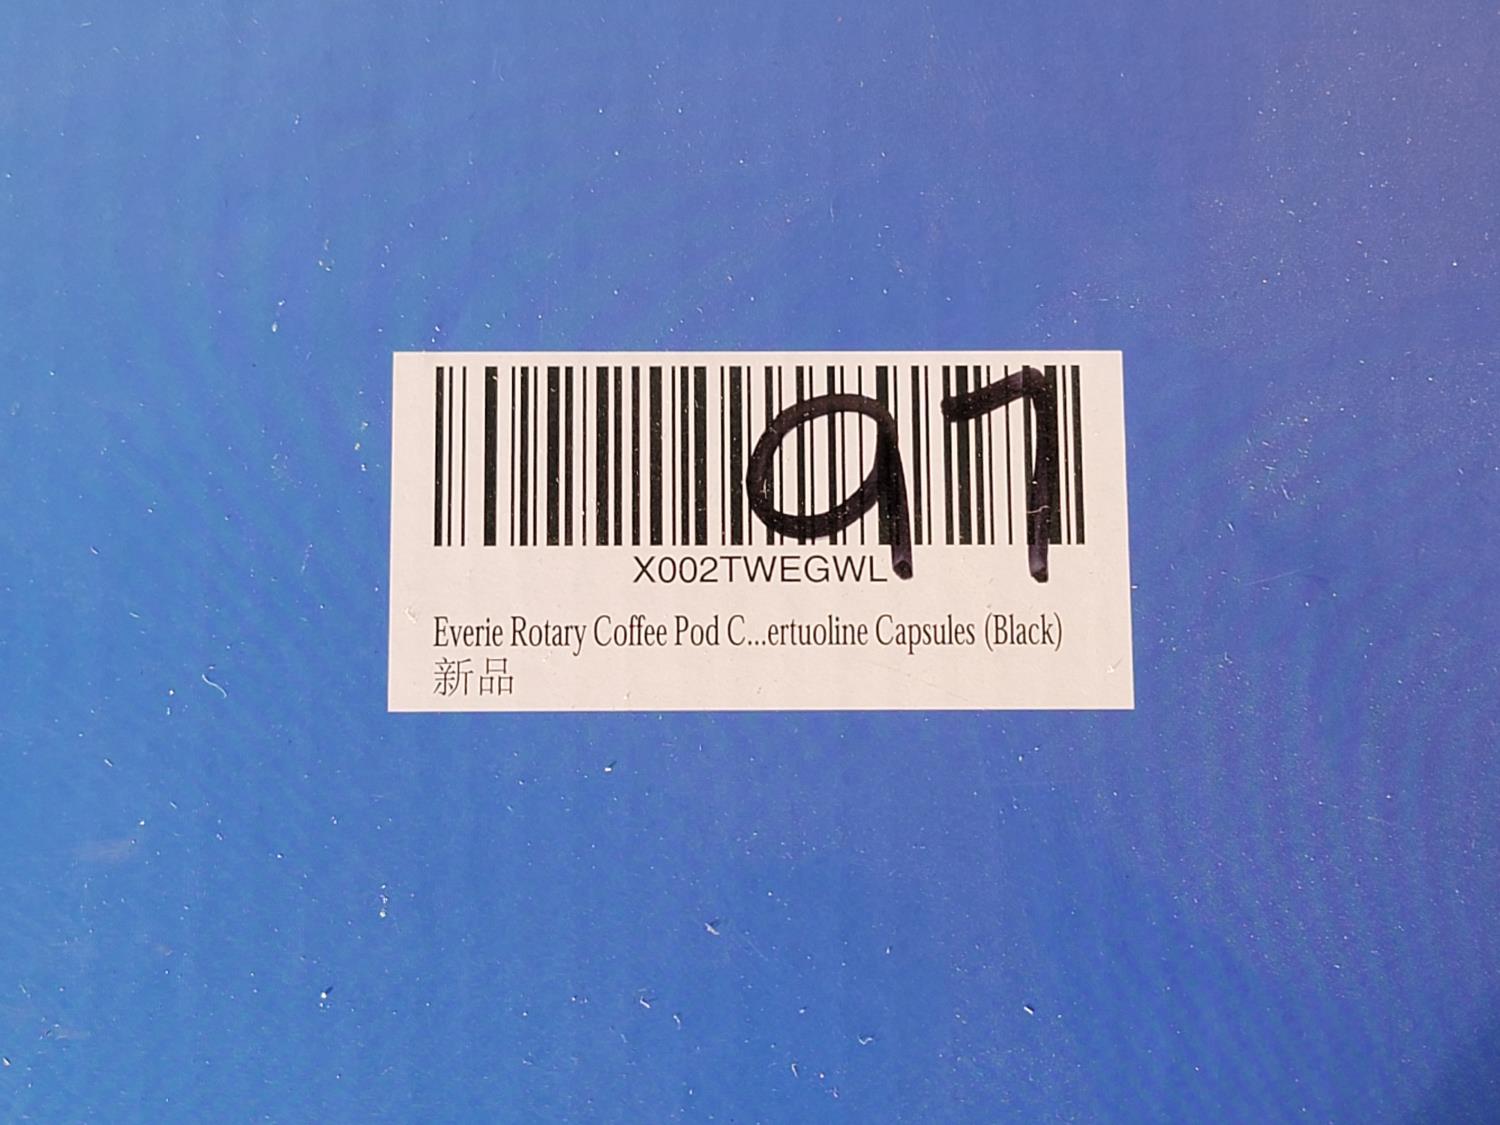 97
X002TWEGWL
Everie Rotary Coffee Pod C...ertuoline Capsules (Black)
新品